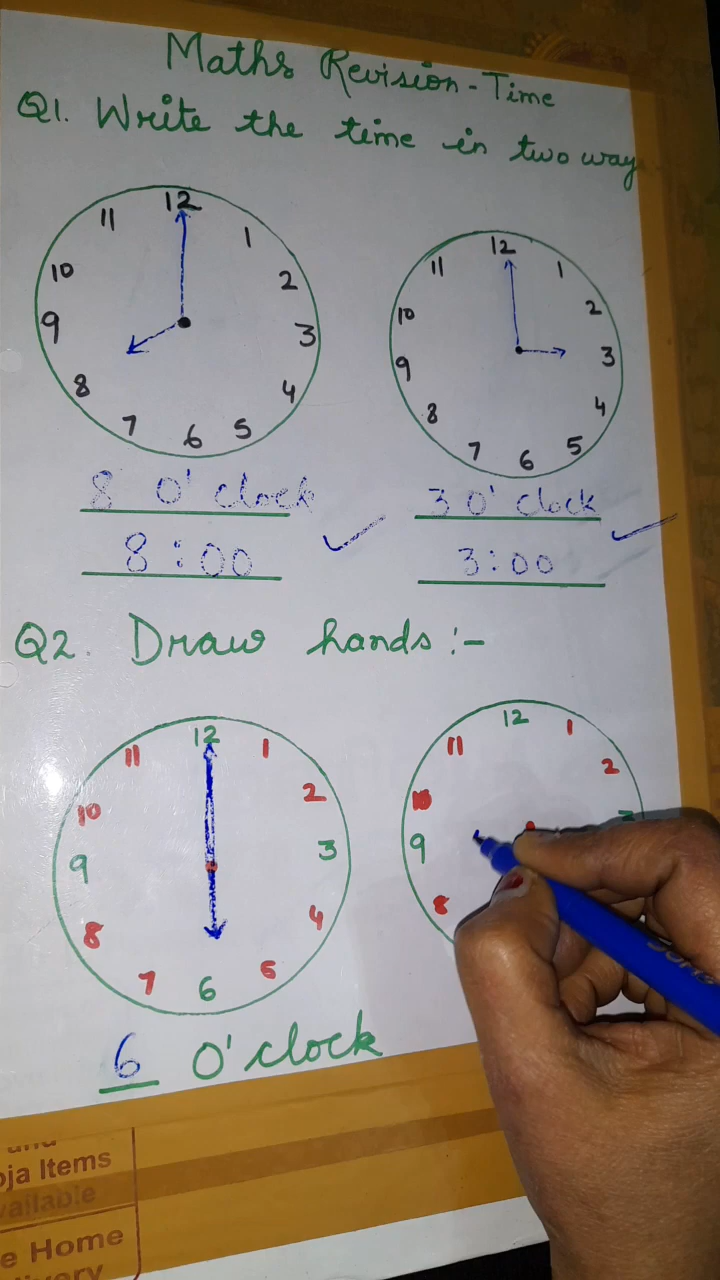 Maths Revision - Time
Q1. Write the time in two way
12
11 1
10 2
9 3
8 4
7 6 5
12
11 1
10 2
9 3
8 4
7 6 5
8 O'clock
3 O'clock
8:00
3:00
Q2. Draw hands :-
12
11 1
10 2
9 3
8 4
7 6 5
12
11 1
10 2
9
8
6 O'clock
Items
e Home